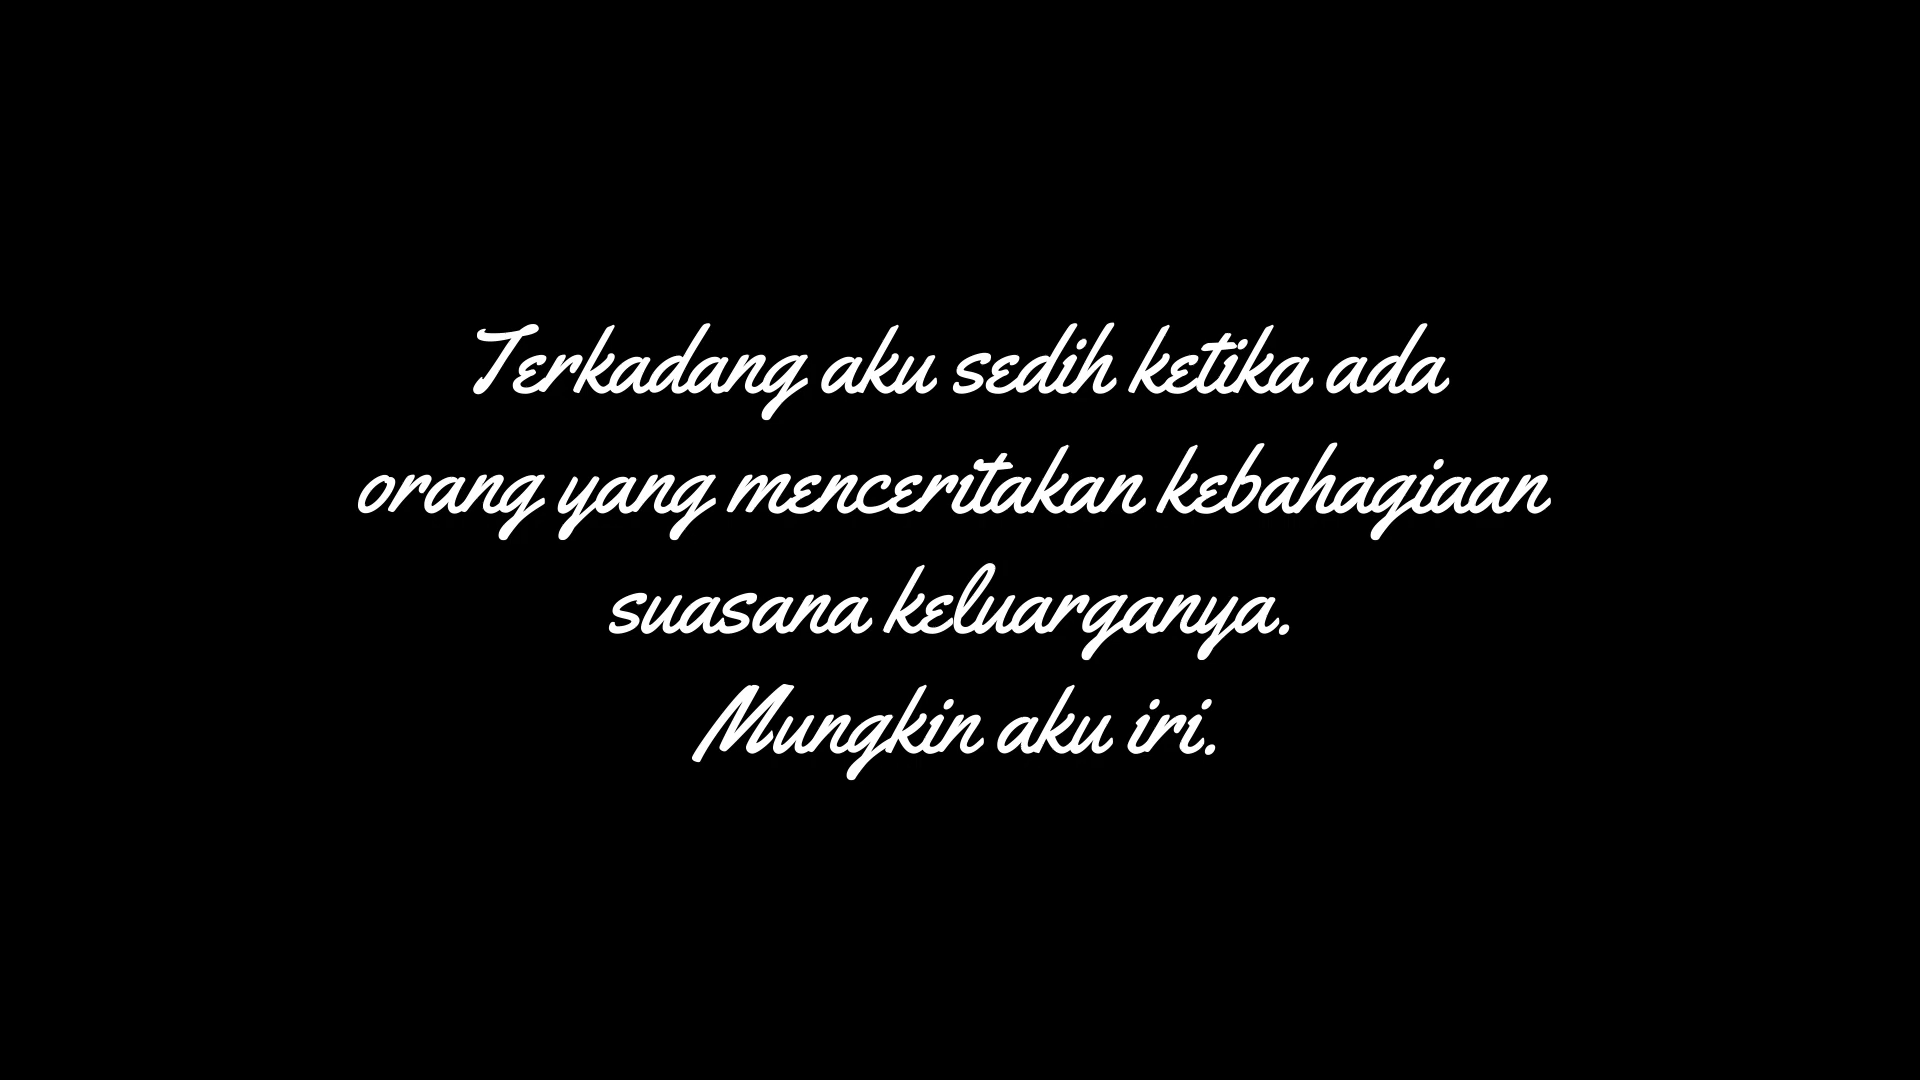 Terkadang aku sedih ketika ada
orang yang menceritakan kebahagiaan
suasana keluarganya.
Mungkin aku iri.